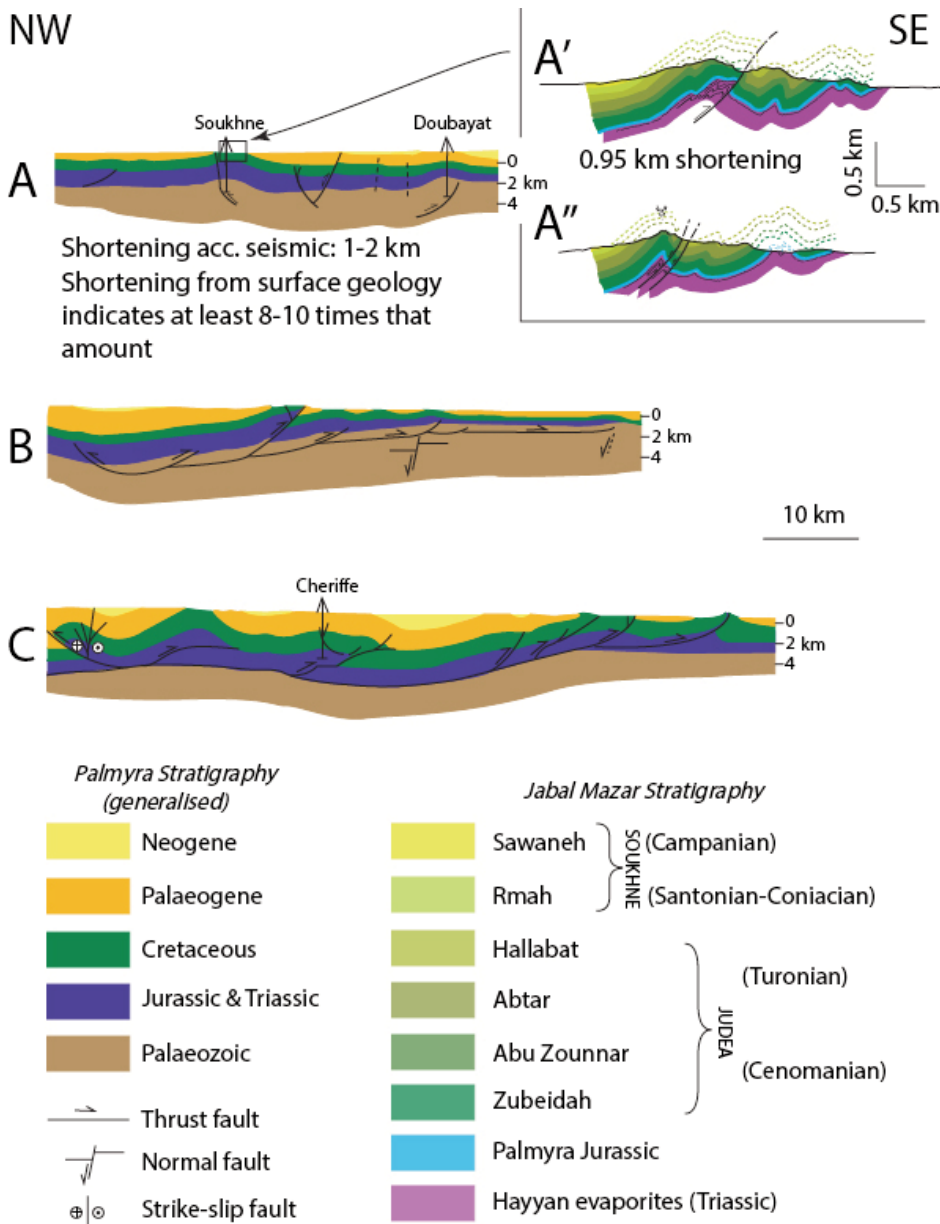 NW
SE
A'
Soukhne
Doubayat
A
0
2 km
4
0.95 km shortening
0.5 km
0.5 km
A''
Shortening acc. seismic: 1-2 km
Shortening from surface geology
indicates at least 8-10 times that
amount
B
0
2 km
4
10 km
Cheriffe
C
0
2 km
4
Palmyra Stratigraphy
(generalised)
Neogene
Palaeogene
Cretaceous
Jurassic & Triassic
Palaeozoic
Thrust fault
Normal fault
Strike-slip fault
Jabal Mazar Stratigraphy
Sawaneh
(Campanian)
SOUKHNE
Rmah
(Santonian-Coniacian)
Hallabat
(Turonian)
Abtar
JUDEA
Abu Zounnar
(Cenomanian)
Zubeidah
Palmyra Jurassic
Hayyan evaporites (Triassic)